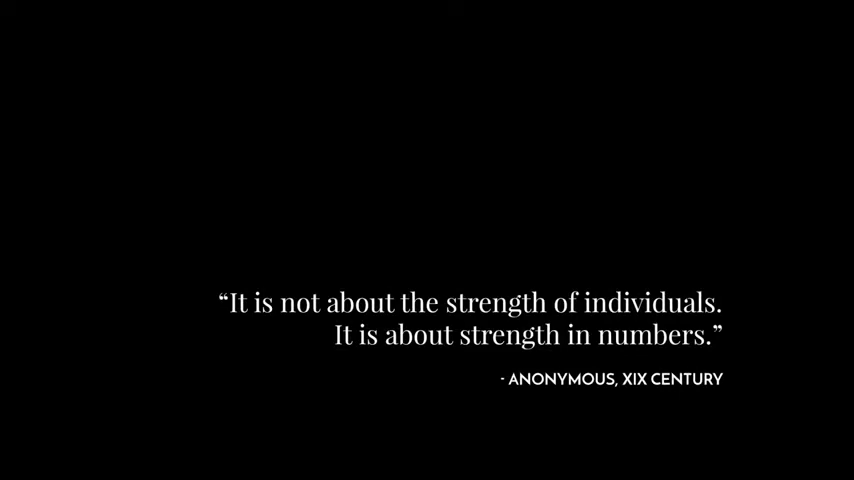 “It is not about the strength of individuals.
It is about strength in numbers.”
- ANONYMOUS, XIX CENTURY